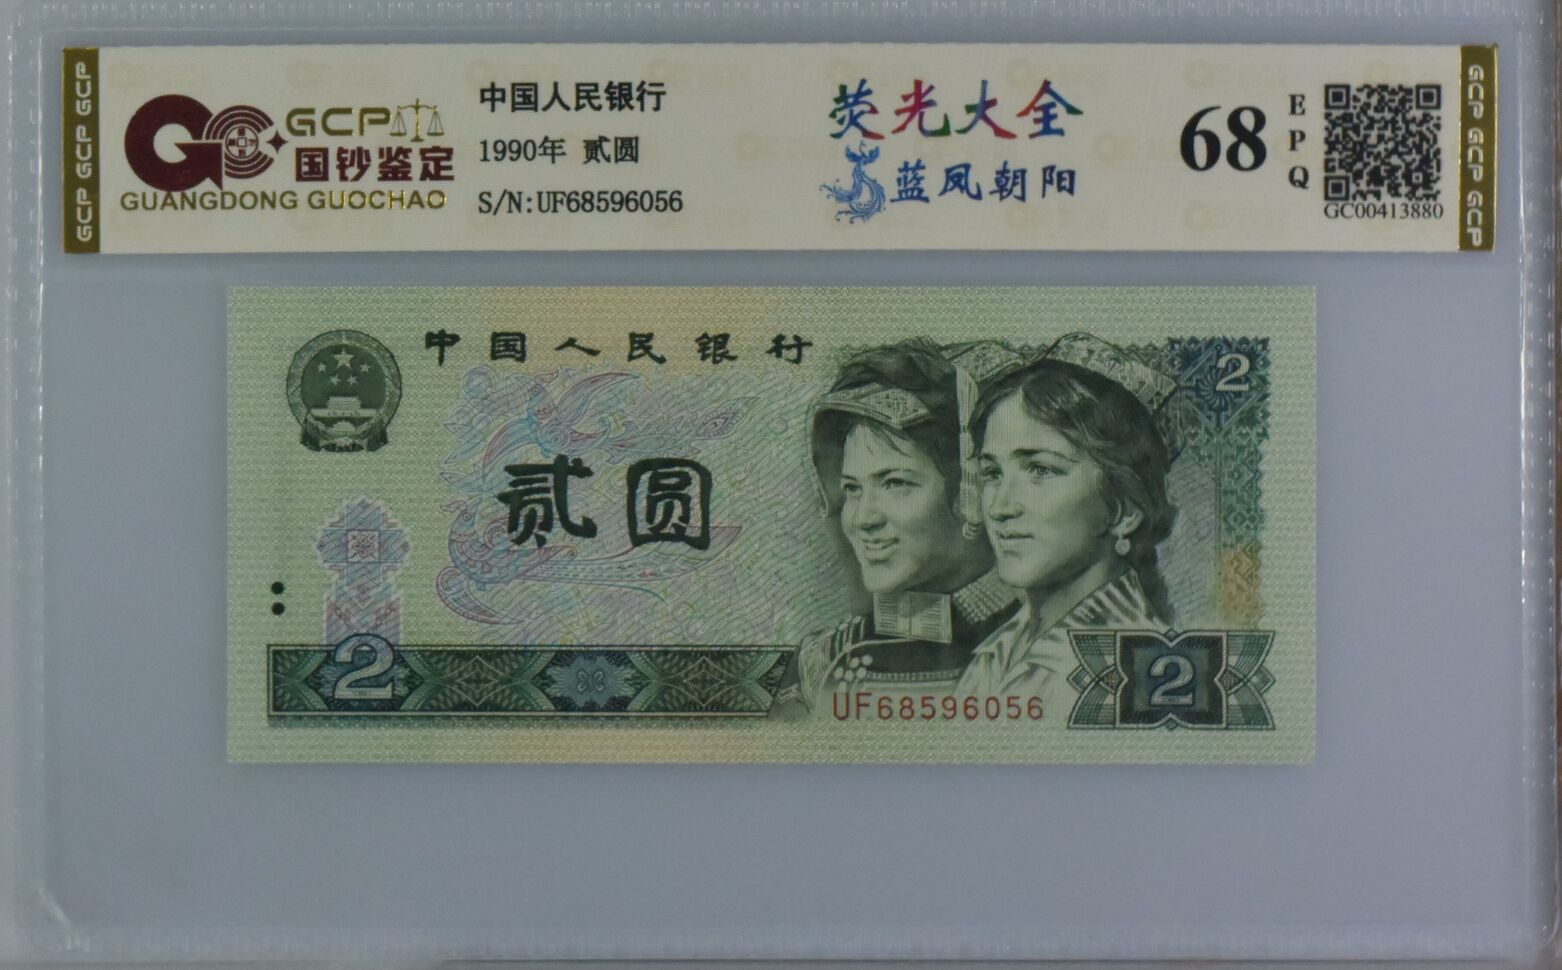 GCP GCP GCP
GCP
国钞鉴定
GUANGDONG GUOCHAO
中国人民银行
1990年 贰圆
S/N:UF68596056
荧光大全
蓝凤朝阳
68
EPQ
GC00413880
GCP GCP GCP
中国人民银行
2
贰圆
2
UF68596056
2